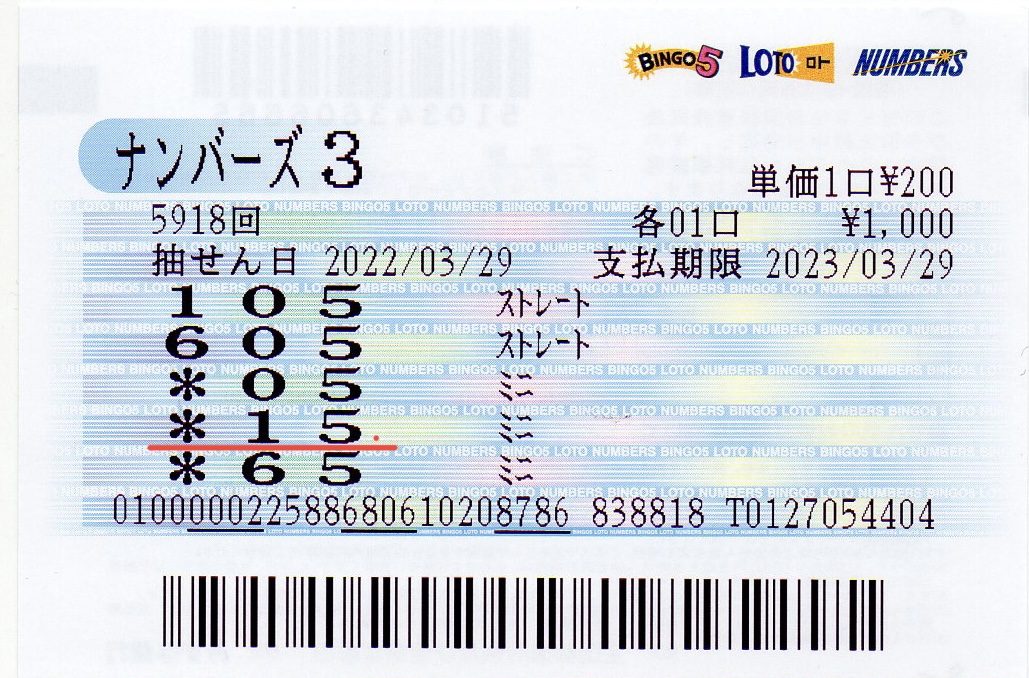 BINGO5 LOTO ロト NUMBERS
ナンバーズ3
単価1口¥200
5918回 各01口 ¥1,000
抽せん日 2022/03/29 支払期限 2023/03/29
1 0 5 ストレート
6 0 5 ストレート
* 0 5 ミニ
* 1 5 ミニ
* 6 5 ミニ
010000022588680610208786 838818 T0127054404